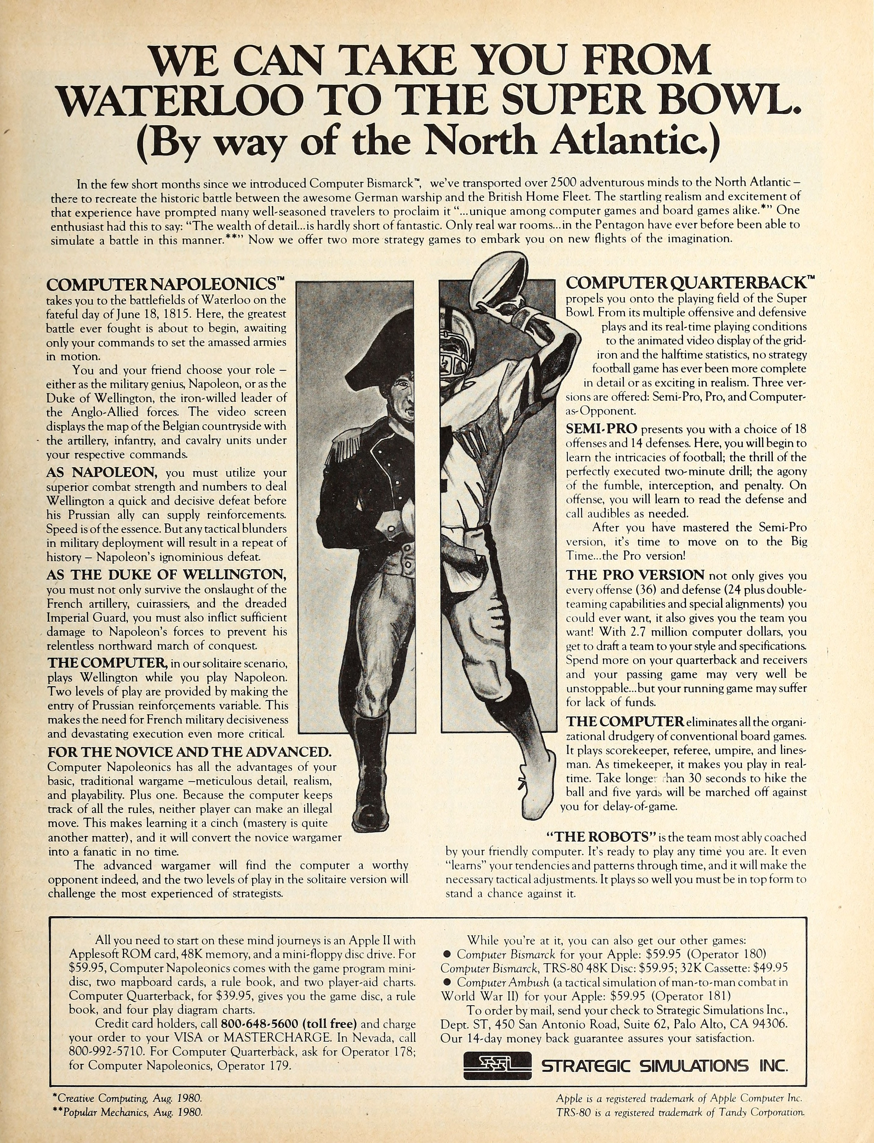 WE CAN TAKE YOU FROM
WATERLOO TO THE SUPER BOWL.
(By way of the North Atlantic.)
In the few short months since we introduced Computer Bismarck™, we've transported over 2500 adventurous minds to the North Atlantic –
there to recreate the historic battle between the awesome German warship and the British Home Fleet. The startling realism and excitement of
that experience have prompted many well-seasoned travelers to proclaim it "...unique among computer games and board games alike.*" One
enthusiast had this to say: "The wealth of detail...is hardly short of fantastic. Only real war rooms...in the Pentagon have ever before been able to
simulate a battle in this manner.**" Now we offer two more strategy games to embark you on new flights of the imagination.
COMPUTER NAPOLEONICS™
takes you to the battlefields of Waterloo on the
fateful day of June 18, 1815. Here, the greatest
battle ever fought is about to begin, awaiting
only your commands to set the amassed armies
in motion.
You and your friend choose your role –
either as the military genius, Napoleon, or as the
Duke of Wellington, the iron-willed leader of
the Anglo-Allied forces. The video screen
displays the map of the Belgian countryside with
the artillery, infantry, and cavalry units under
your respective commands.
AS NAPOLEON, you must utilize your
superior combat strength and numbers to deal
Wellington a quick and decisive defeat before
his Prussian ally can supply reinforcements.
Speed is of the essence. But any tactical blunders
in military deployment will result in a repeat of
history – Napoleon's ignominious defeat.
AS THE DUKE OF WELLINGTON,
you must not only survive the onslaught of the
French artillery, cuirassiers, and the dreaded
Imperial Guard, you must also inflict sufficient
damage to Napoleon's forces to prevent his
relentless northward march of conquest.
THE COMPUTER, in our solitaire scenario,
plays Wellington while you play Napoleon.
Two levels of play are provided by making the
entry of Prussian reinforcements variable. This
makes the need for French military decisiveness
and devastating execution even more critical.
FOR THE NOVICE AND THE ADVANCED.
Computer Napoleonics has all the advantages of your
basic, traditional wargame –meticulous detail, realism,
and playability. Plus one. Because the computer keeps
track of all the rules, neither player can make an illegal
move. This makes learning it a cinch (mastery is quite
another matter), and it will convert the novice wargamer
into a fanatic in no time.
The advanced wargamer will find the computer a worthy
opponent indeed, and the two levels of play in the solitaire version will
challenge the most experienced of strategists.
COMPUTER QUARTERBACK™
propels you onto the playing field of the Super
Bowl. From its multiple offensive and defensive
plays and its real-time playing conditions
to the animated video display of the grid-
iron and the halftime statistics, no strategy
football game has ever been more complete
in detail or as exciting in realism. Three ver-
sions are offered: Semi-Pro, Pro, and Computer-
as-Opponent.
SEMI-PRO presents you with a choice of 18
offenses and 14 defenses. Here, you will begin to
learn the intricacies of football; the thrill of the
perfectly executed two-minute drill; the agony
of the fumble, interception, and penalty. On
offense, you will learn to read the defense and
call audibles as needed.
After you have mastered the Semi-Pro
version, it's time to move on to the Big
Time...the Pro version!
THE PRO VERSION not only gives you
every offense (36) and defense (24 plus double-
teaming capabilities and special alignments) you
could ever want, it also gives you the team you
want! With 2.7 million computer dollars, you
get to draft a team to your style and specifications.
Spend more on your quarterback and receivers
and your passing game may very well be
unstoppable...but your running game may suffer
for lack of funds.
THE COMPUTER eliminates all the organi-
zational drudgery of conventional board games.
It plays scorekeeper, referee, umpire, and lines-
man. As timekeeper, it makes you play in real-
time. Take longer than 30 seconds to hike the
ball and five yards will be marched off against
you for delay-of-game.
"THE ROBOTS" is the team most ably coached
by your friendly computer. It's ready to play any time you are. It even
"learns" your tendencies and patterns through time, and it will make the
necessary tactical adjustments. It plays so well you must be in top form to
stand a chance against it.
All you need to start on these mind journeys is an Apple II with
Applesoft ROM card, 48K memory, and a mini-floppy disc drive. For
$59.95, Computer Napoleonics comes with the game program mini-
disc, two mapboard cards, a rule book, and two player-aid charts.
Computer Quarterback, for $39.95, gives you the game disc, a rule
book, and four play diagram charts.
Credit card holders, call 800-648-5600 (toll free) and charge
your order to your VISA or MASTERCHARGE. In Nevada, call
800-992-5710. For Computer Quarterback, ask for Operator 178;
for Computer Napoleonics, Operator 179.
While you're at it, you can also get our other games:
● Computer Bismarck for your Apple: $59.95 (Operator 180)
Computer Bismarck, TRS-80 48K Disc: $59.95; 32K Cassette: $49.95
● Computer Ambush (a tactical simulation of man-to-man combat in
World War II) for your Apple: $59.95 (Operator 181)
To order by mail, send your check to Strategic Simulations Inc.,
Dept. ST, 450 San Antonio Road, Suite 62, Palo Alto, CA 94306.
Our 14-day money back guarantee assures your satisfaction.
SSI STRATEGIC SIMULATIONS INC.
*Creative Computing, Aug. 1980.
**Popular Mechanics, Aug. 1980.
Apple is a registered trademark of Apple Computer Inc.
TRS-80 is a registered trademark of Tandy Corporation.